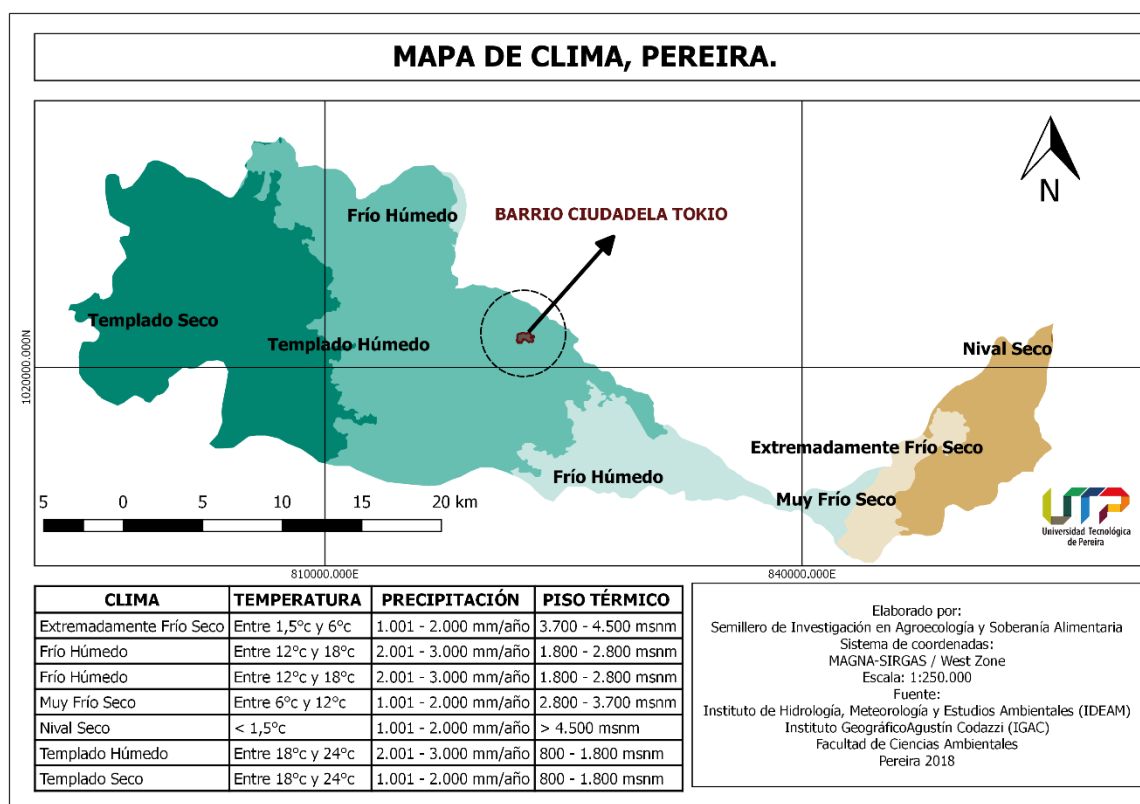 MAPA DE CLIMA, PEREIRA.
Frío Húmedo
BARRIO CIUDADELA TOKIO
N
Templado Seco
Templado Húmedo
Nival Seco
1020000.000N
Extremadamente Frío Seco
Frío Húmedo
Muy Frío Seco
5 0 5 10 15 20 km
UTP
Universidad Tecnológica
de Pereira
810000.000E 840000.000E
CLIMA TEMPERATURA PRECIPITACIÓN PISO TÉRMICO
Extremadamente Frío Seco Entre 1,5°c y 6°c 1.001 - 2.000 mm/año 3.700 - 4.500 msnm
Frío Húmedo Entre 12°c y 18°c 2.001 - 3.000 mm/año 1.800 - 2.800 msnm
Frío Húmedo Entre 12°c y 18°c 2.001 - 3.000 mm/año 1.800 - 2.800 msnm
Muy Frío Seco Entre 6°c y 12°c 1.001 - 2.000 mm/año 2.800 - 3.700 msnm
Nival Seco < 1,5°c 1.001 - 2.000 mm/año > 4.500 msnm
Templado Húmedo Entre 18°c y 24°c 2.001 - 3.000 mm/año 800 - 1.800 msnm
Templado Seco Entre 18°c y 24°c 1.001 - 2.000 mm/año 800 - 1.800 msnm
Elaborado por:
Semillero de Investigación en Agroecología y Soberanía Alimentaria
Sistema de coordenadas:
MAGNA-SIRGAS / West Zone
Escala: 1:250.000
Fuente:
Instituto de Hidrología, Meteorología y Estudios Ambientales (IDEAM)
Instituto GeográficoAgustín Codazzi (IGAC)
Facultad de Ciencias Ambientales
Pereira 2018